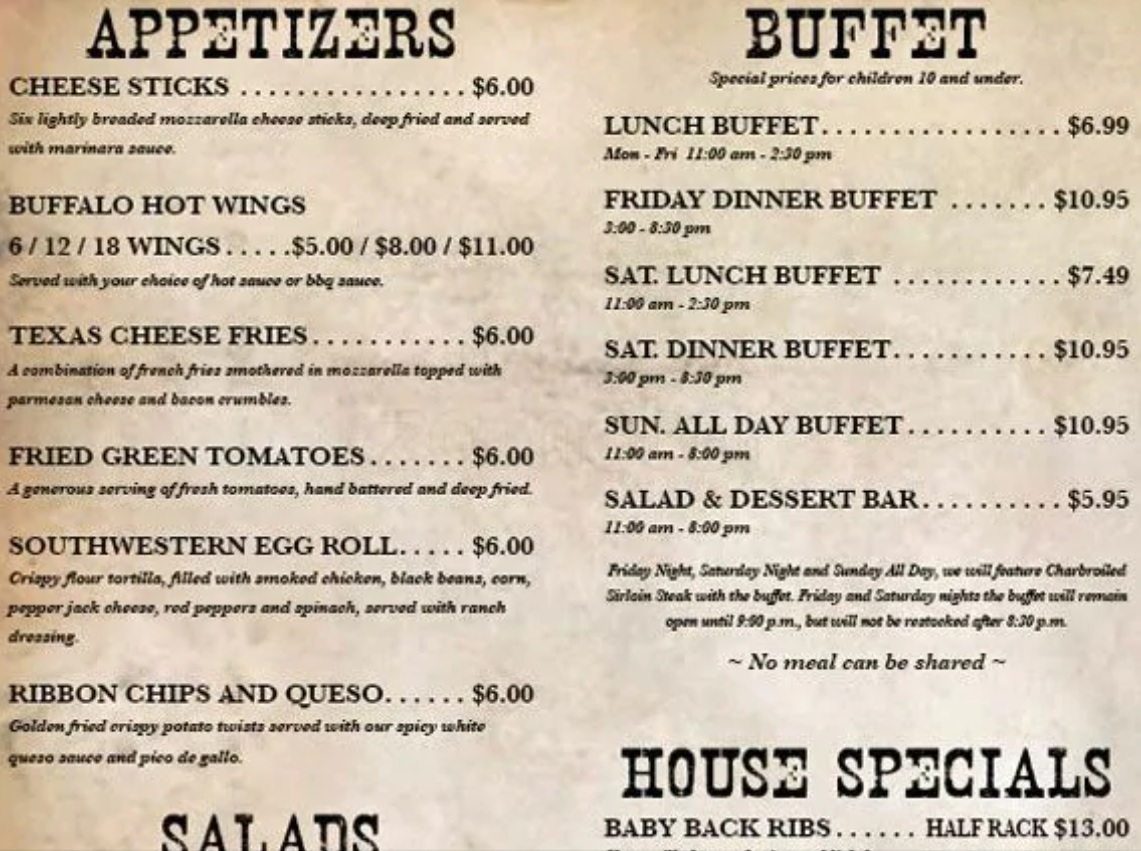 APPETIZERS
CHEESE STICKS ................ $6.00
Six lightly breaded mozzarella cheese sticks, deep fried and served
with marinara sauce.
BUFFALO HOT WINGS
6 / 12 / 18 WINGS .....$5.00 / $8.00 / $11.00
Served with your choice of hot sauce or bbq sauce.
TEXAS CHEESE FRIES........... $6.00
A combination of french fries smothered in mozzarella topped with
parmesan cheese and bacon crumbles.
FRIED GREEN TOMATOES....... $6.00
A generous serving of fresh tomatoes, hand battered and deep fried.
SOUTHWESTERN EGG ROLL..... $6.00
Crispy flour tortilla, filled with smoked chicken, black beans, corn,
pepper jack cheese, red peppers and spinach, served with ranch
dressing.
RIBBON CHIPS AND QUESO...... $6.00
Golden fried crispy potato twists served with our spicy white
queso sauce and pico de gallo.
SALADS
BUFFET
Special prices for children 10 and under.
LUNCH BUFFET.................. $6.99
Mon - Fri 11:00 am - 2:30 pm
FRIDAY DINNER BUFFET ....... $10.95
3:00 - 8:30 pm
SAT. LUNCH BUFFET ............ $7.49
11:00 am - 2:30 pm
SAT. DINNER BUFFET........... $10.95
3:00 pm - 8:30 pm
SUN. ALL DAY BUFFET.......... $10.95
11:00 am - 8:00 pm
SALAD & DESSERT BAR.......... $5.95
11:00 am - 8:00 pm
Friday Night, Saturday Night and Sunday All Day, we will feature Charbroiled
Sirloin Steak with the buffet. Friday and Saturday nights the buffet will remain
open until 9:00 p.m., but will not be restocked after 8:30 p.m.
~ No meal can be shared ~
HOUSE SPECIALS
BABY BACK RIBS...... HALF RACK $13.00